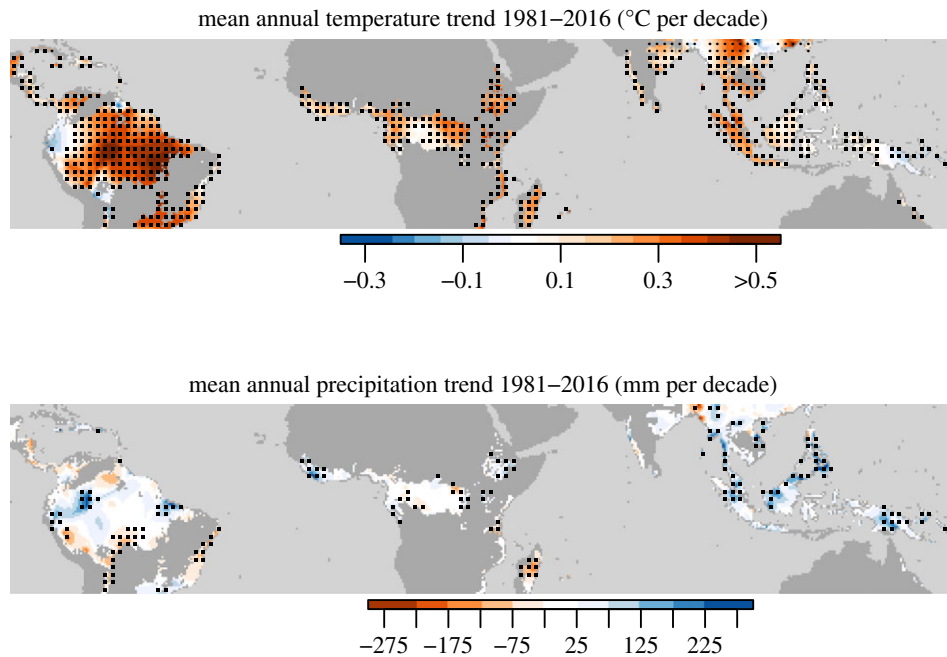 mean annual temperature trend 1981−2016 (°C per decade)
−0.3 −0.1 0.1 0.3 >0.5
mean annual precipitation trend 1981−2016 (mm per decade)
−275 −175 −75 25 125 225